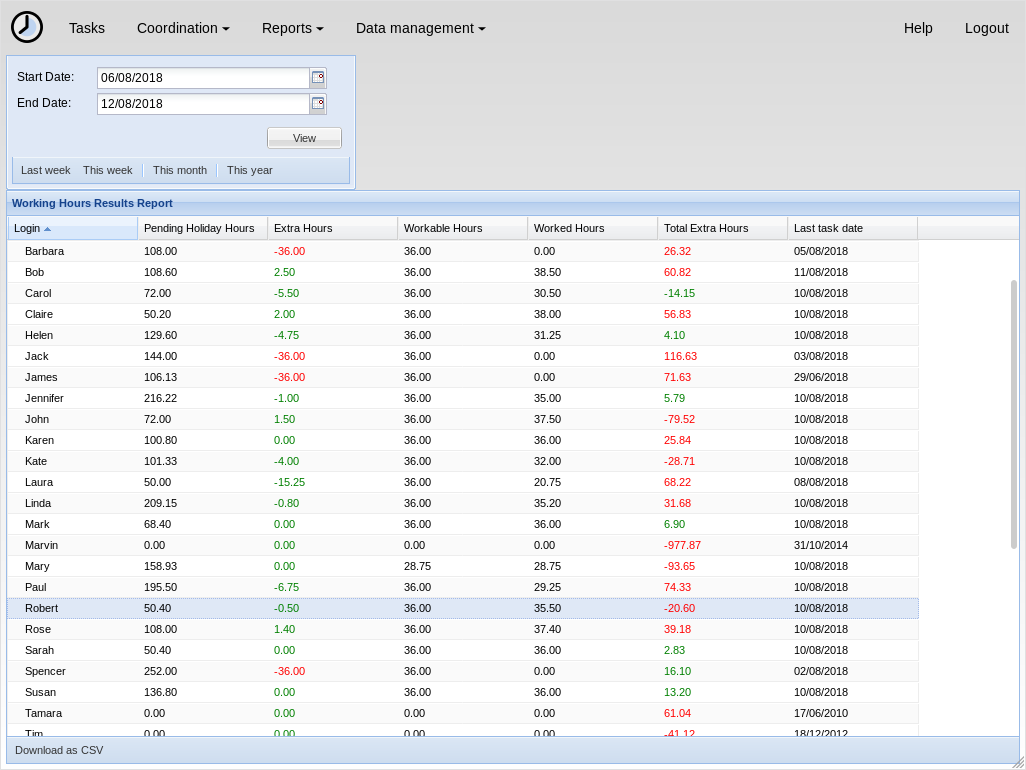 Tasks Coordination Reports Data management Help Logout
Start Date: 06/08/2018
End Date: 12/08/2018
View
Last week This week This month This year
Working Hours Results Report
Login Pending Holiday Hours Extra Hours Workable Hours Worked Hours Total Extra Hours Last task date
Barbara 108.00 -36.00 36.00 0.00 26.32 05/08/2018
Bob 108.60 2.50 36.00 38.50 60.82 11/08/2018
Carol 72.00 -5.50 36.00 30.50 -14.15 10/08/2018
Claire 50.20 2.00 36.00 38.00 56.83 10/08/2018
Helen 129.60 -4.75 36.00 31.25 4.10 10/08/2018
Jack 144.00 -36.00 36.00 0.00 116.63 03/08/2018
James 106.13 -36.00 36.00 0.00 71.63 29/06/2018
Jennifer 216.22 -1.00 36.00 35.00 5.79 10/08/2018
John 72.00 1.50 36.00 37.50 -79.52 10/08/2018
Karen 100.80 0.00 36.00 36.00 25.84 10/08/2018
Kate 101.33 -4.00 36.00 32.00 -28.71 10/08/2018
Laura 50.00 -15.25 36.00 20.75 68.22 08/08/2018
Linda 209.15 -0.80 36.00 35.20 31.68 10/08/2018
Mark 68.40 0.00 36.00 36.00 6.90 10/08/2018
Marvin 0.00 0.00 0.00 0.00 -977.87 31/10/2014
Mary 158.93 0.00 28.75 28.75 -93.65 10/08/2018
Paul 195.50 -6.75 36.00 29.25 74.33 10/08/2018
Robert 50.40 -0.50 36.00 35.50 -20.60 10/08/2018
Rose 108.00 1.40 36.00 37.40 39.18 10/08/2018
Sarah 50.40 0.00 36.00 36.00 2.83 10/08/2018
Spencer 252.00 -36.00 36.00 0.00 16.10 02/08/2018
Susan 136.80 0.00 36.00 36.00 13.20 10/08/2018
Tamara 0.00 0.00 0.00 0.00 61.04 17/06/2010
Tim 0.00 0.00 0.00 0.00 -41.12 18/12/2012
Download as CSV